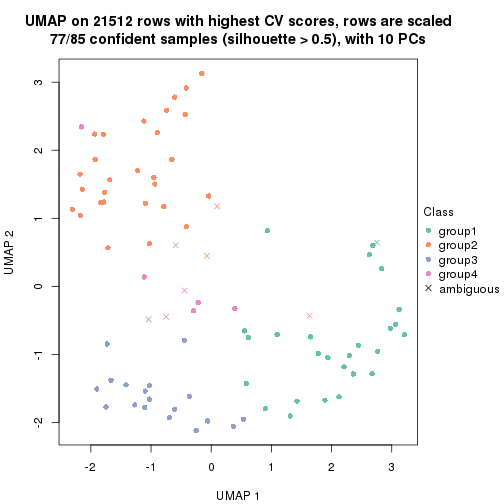 UMAP on 21512 rows with highest CV scores, rows are scaled
77/85 confident samples (silhouette > 0.5), with 10 PCs
3
2
1
0
-1
-2
UMAP 2
-2
-1
0
1
2
3
UMAP 1
Class
group1
group2
group3
group4
ambiguous